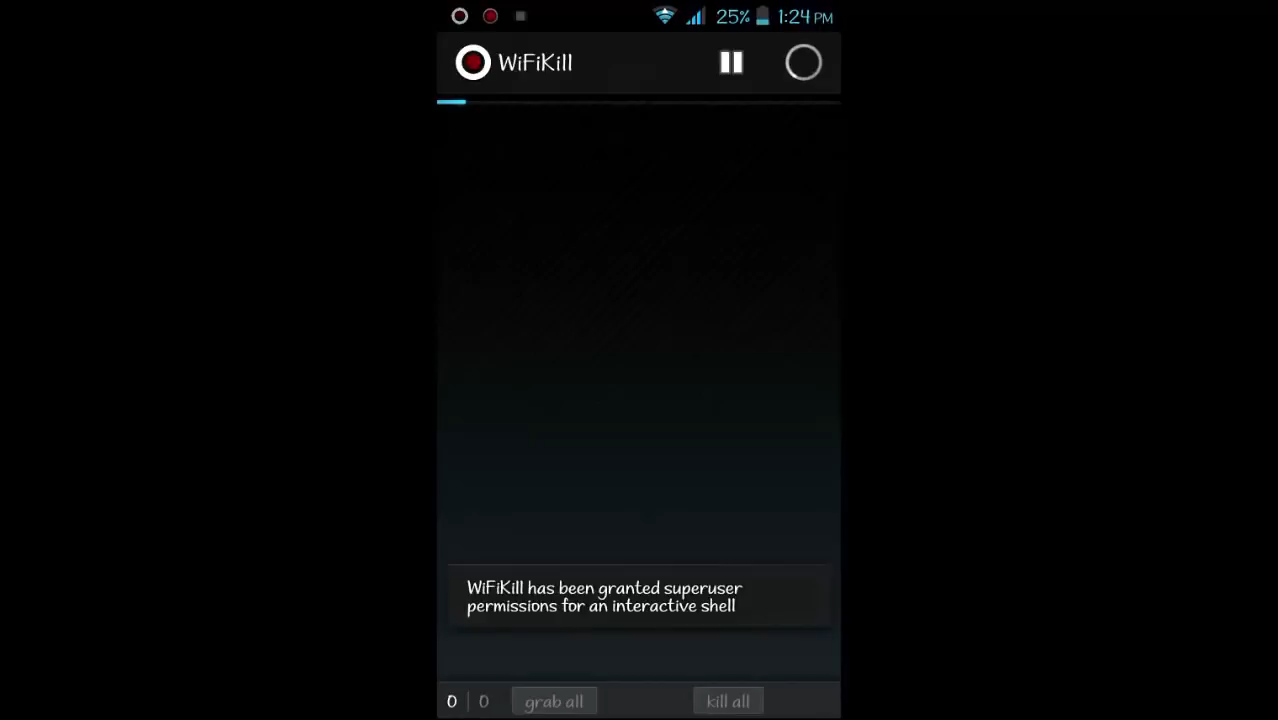 25% 1:24 PM
WiFiKill
WiFiKill has been granted superuser
permissions for an interactive shell
0 0 grab all kill all